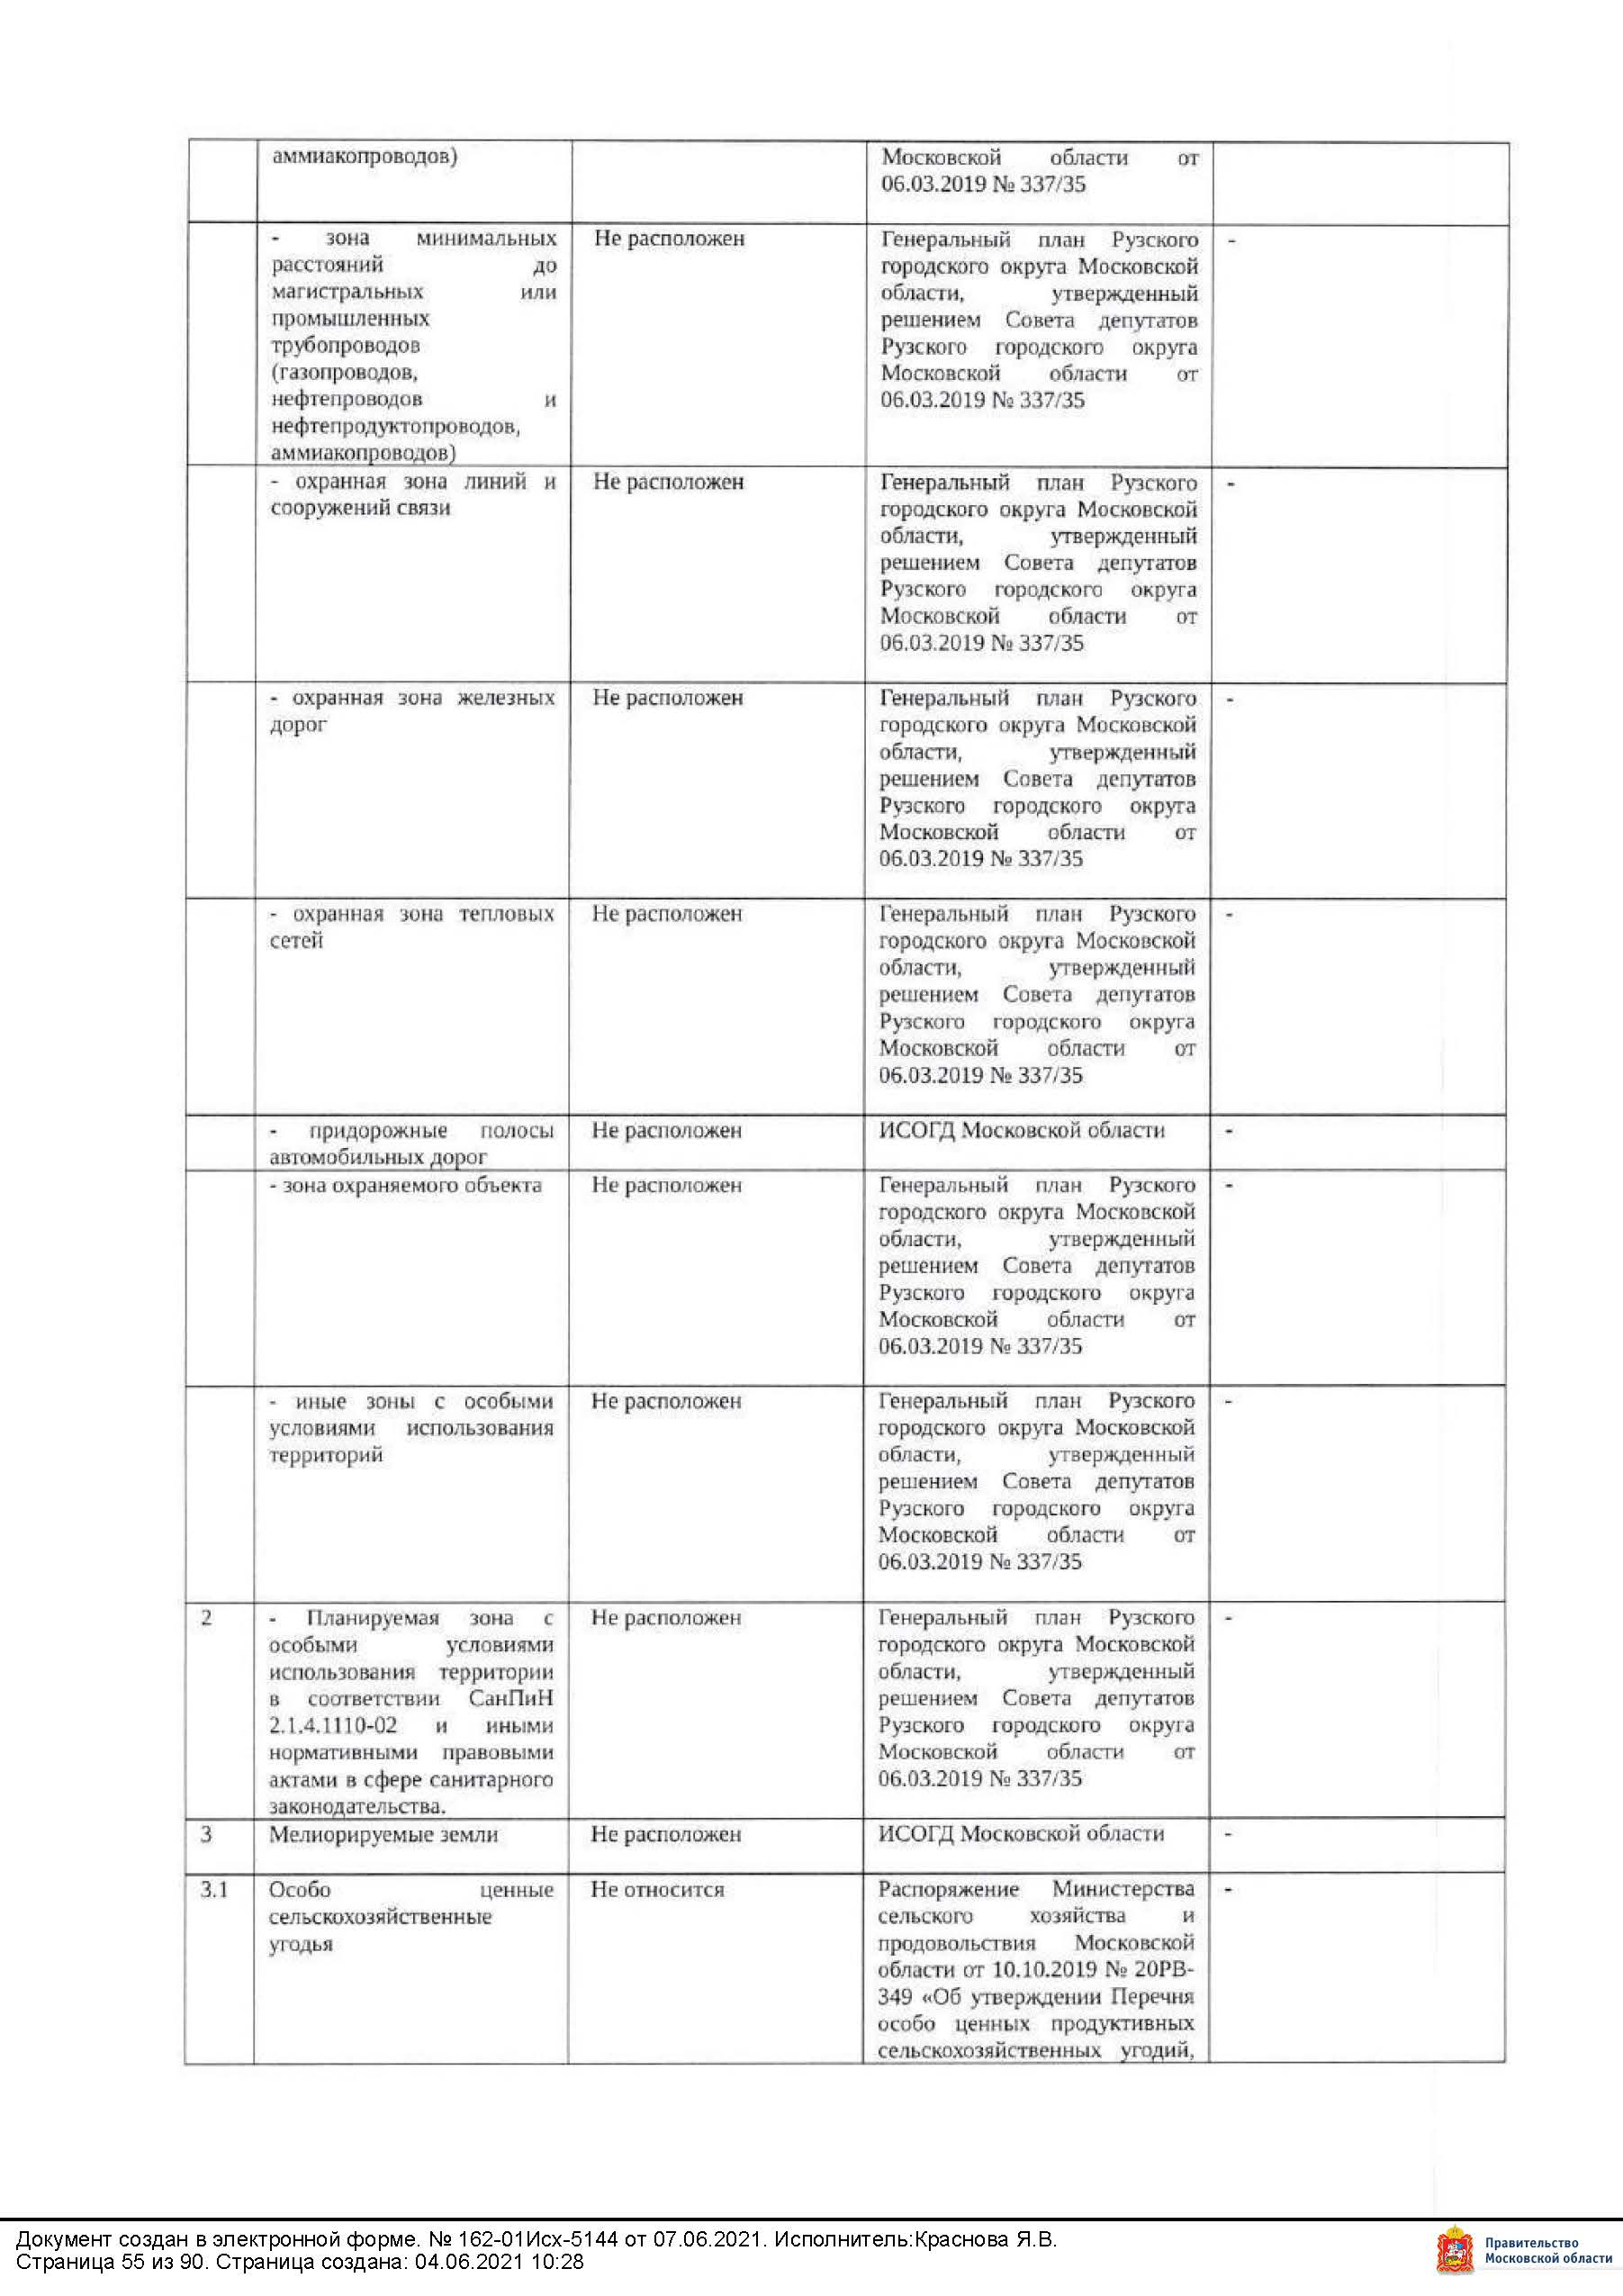 аммиакопроводов)
Московской области от
06.03.2019 № 337/35
- зона минимальных
расстояний до
магистральных или
промышленных
трубопроводов
(газопроводов,
нефтепроводов и
нефтепродуктопроводов,
аммиакопроводов)
Не расположен
Генеральный план Рузского
городского округа Московской
области, утвержденный
решением Совета депутатов
Рузского городского округа
Московской области от
06.03.2019 № 337/35
-
- охранная зона линий и
сооружений связи
Не расположен
Генеральный план Рузского
городского округа Московской
области, утвержденный
решением Совета депутатов
Рузского городского округа
Московской области от
06.03.2019 № 337/35
-
- охранная зона железных
дорог
Не расположен
Генеральный план Рузского
городского округа Московской
области, утвержденный
решением Совета депутатов
Рузского городского округа
Московской области от
06.03.2019 № 337/35
-
- охранная зона тепловых
сетей
Не расположен
Генеральный план Рузского
городского округа Московской
области, утвержденный
решением Совета депутатов
Рузского городского округа
Московской области от
06.03.2019 № 337/35
-
- придорожные полосы
автомобильных дорог
Не расположен
ИСОГД Московской области
-
- зона охраняемого объекта
Не расположен
Генеральный план Рузского
городского округа Московской
области, утвержденный
решением Совета депутатов
Рузского городского округа
Московской области от
06.03.2019 № 337/35
-
- иные зоны с особыми
условиями использования
территорий
Не расположен
Генеральный план Рузского
городского округа Московской
области, утвержденный
решением Совета депутатов
Рузского городского округа
Московской области от
06.03.2019 № 337/35
-
2
- Планируемая зона с
особыми условиями
использования территории
в соответствии СанПиН
2.1.4.1110-02 и иными
нормативными правовыми
актами в сфере санитарного
законодательства.
Не расположен
Генеральный план Рузского
городского округа Московской
области, утвержденный
решением Совета депутатов
Рузского городского округа
Московской области от
06.03.2019 № 337/35
-
3
Мелиорируемые земли
Не расположен
ИСОГД Московской области
-
3.1
Особо ценные
сельскохозяйственные
угодья
Не относится
Распоряжение Министерства
сельского хозяйства и
продовольствия Московской
области от 10.10.2019 № 20РВ-
349 «Об утверждении Перечня
особо ценных продуктивных
сельскохозяйственных угодий,
-
Документ создан в электронной форме. № 162-01Исх-5144 от 07.06.2021. Исполнитель:Краснова Я.В.
Страница 55 из 90. Страница создана: 04.06.2021 10:28
Правительство
Московской области